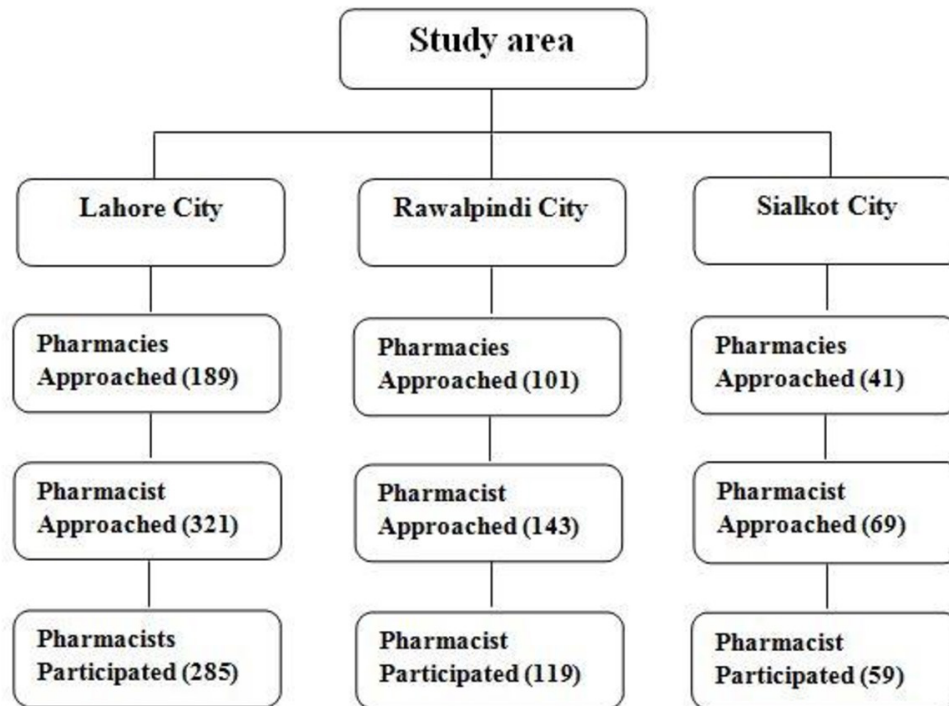 Study area
Lahore City
Rawalpindi City
Sialkot City
Pharmacies
Approached (189)
Pharmacies
Approached (101)
Pharmacies
Approached (41)
Pharmacist
Approached (321)
Pharmacist
Approached (143)
Pharmacist
Approached (69)
Pharmacists
Participated (285)
Pharmacist
Participated (119)
Pharmacist
Participated (59)